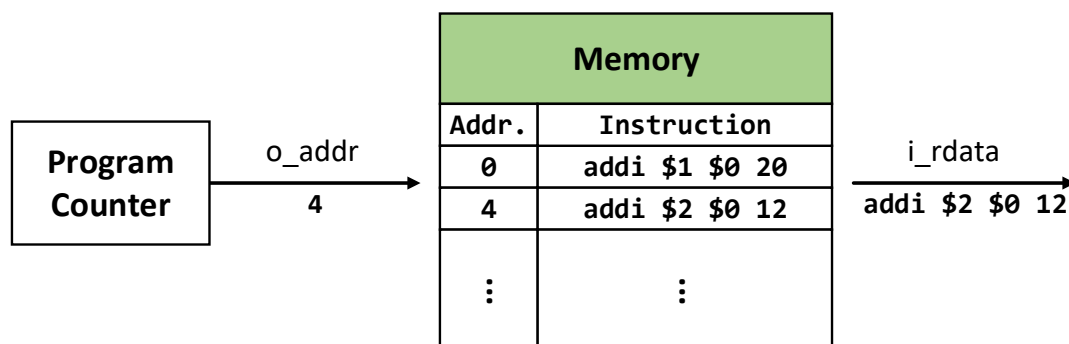 Memory
Addr. Instruction
Program Counter
o_addr
4
0 addi $1 $0 20
4 addi $2 $0 12
⋮ ⋮
i_rdata
addi $2 $0 12